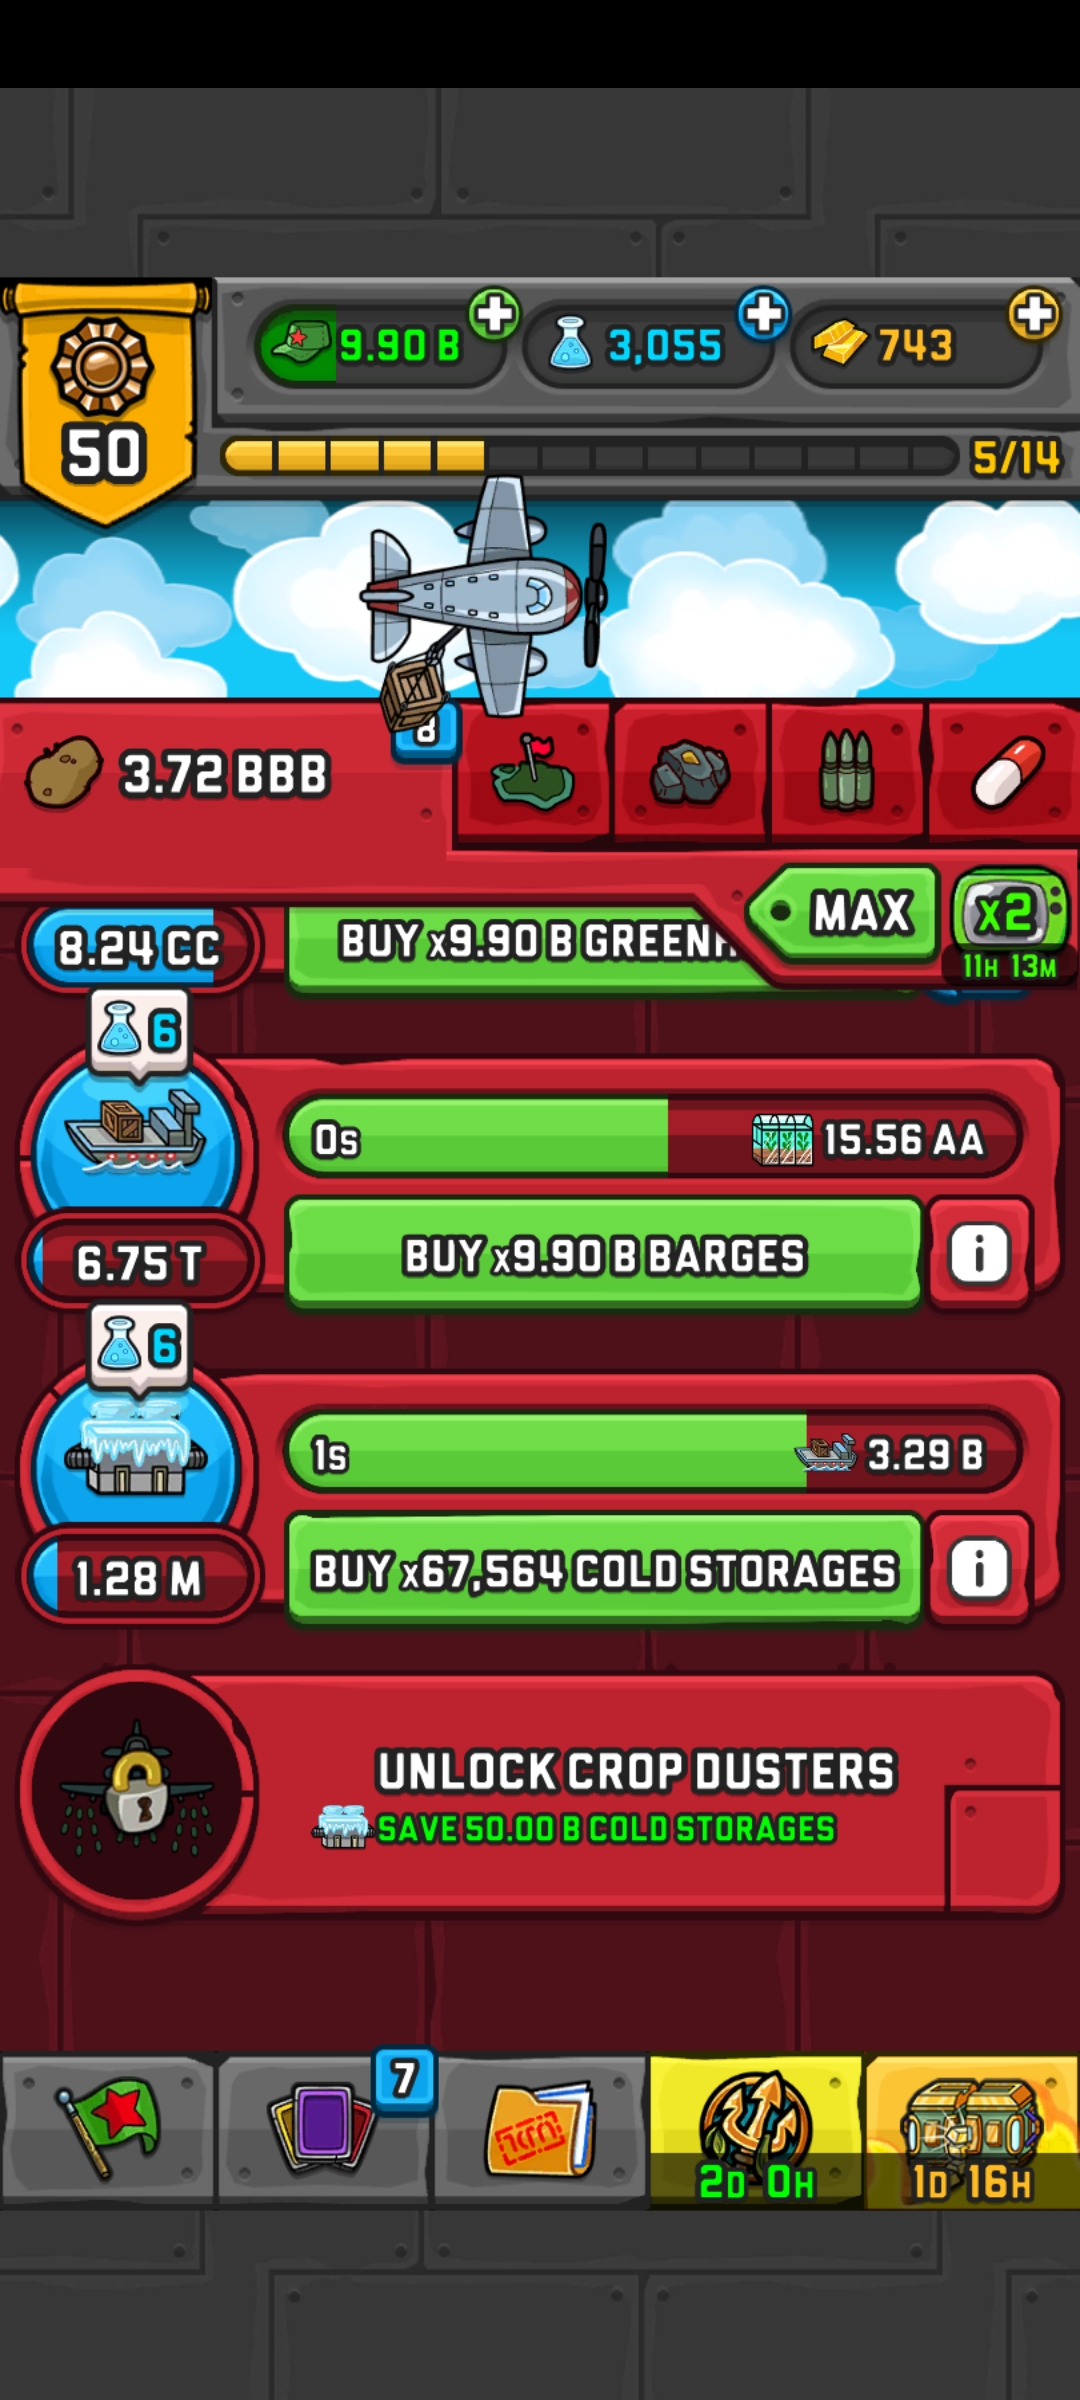 9.90 B
3,055
743
50
5/14
3.72 BBB
8
MAX
x2
11H 13M
8.24 CC
BUY x9.90 B GREENH
6
0s
15.56 AA
6.75 T
BUY x9.90 B BARGES
i
6
1s
3.29 B
1.28 M
BUY x67,564 COLD STORAGES
i
UNLOCK CROP DUSTERS
SAVE 50.00 B COLD STORAGES
7
2D 0H
1D 16H